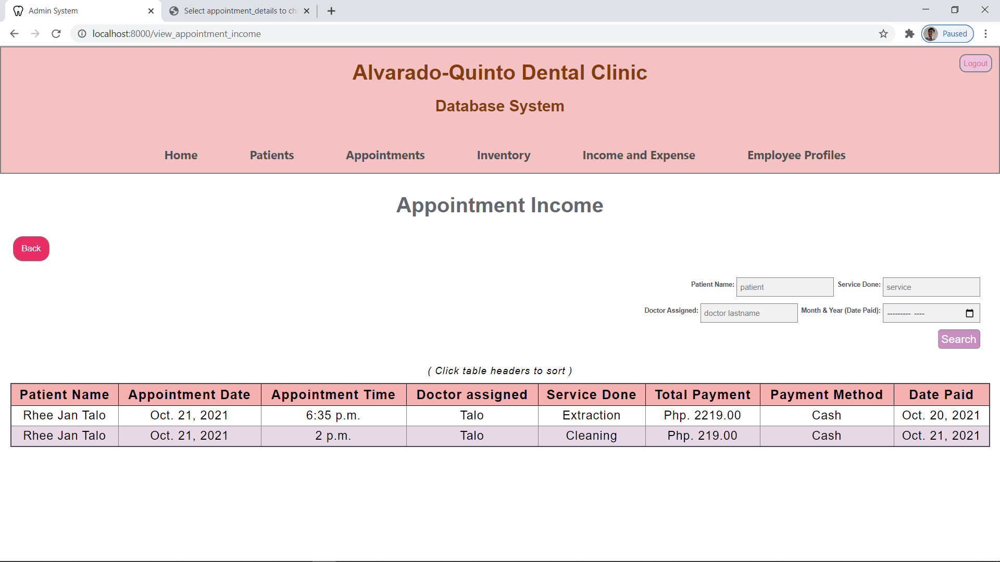 Admin System
Select appointment_details to ch
localhost:8000/view_appointment_income
Paused
Logout
Alvarado-Quinto Dental Clinic
Database System
Home Patients Appointments Inventory Income and Expense Employee Profiles
Appointment Income
Back
Patient Name: patient Service Done: service
Doctor Assigned: doctor lastname Month & Year (Date Paid): --------- ----
Search
( Click table headers to sort )
Patient Name Appointment Date Appointment Time Doctor assigned Service Done Total Payment Payment Method Date Paid
Rhee Jan Talo Oct. 21, 2021 6:35 p.m. Talo Extraction Php. 2219.00 Cash Oct. 20, 2021
Rhee Jan Talo Oct. 21, 2021 2 p.m. Talo Cleaning Php. 219.00 Cash Oct. 21, 2021